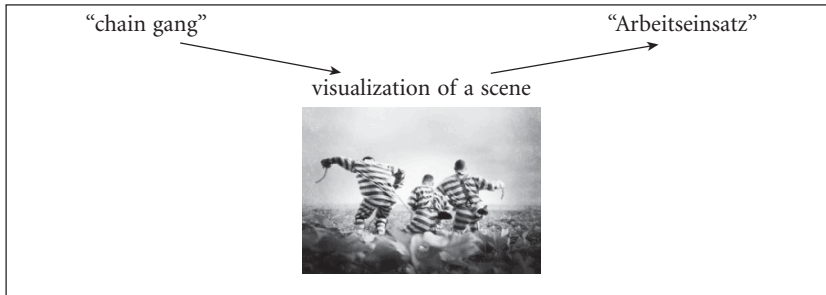 “chain gang” “Arbeitseinsatz”
visualization of a scene